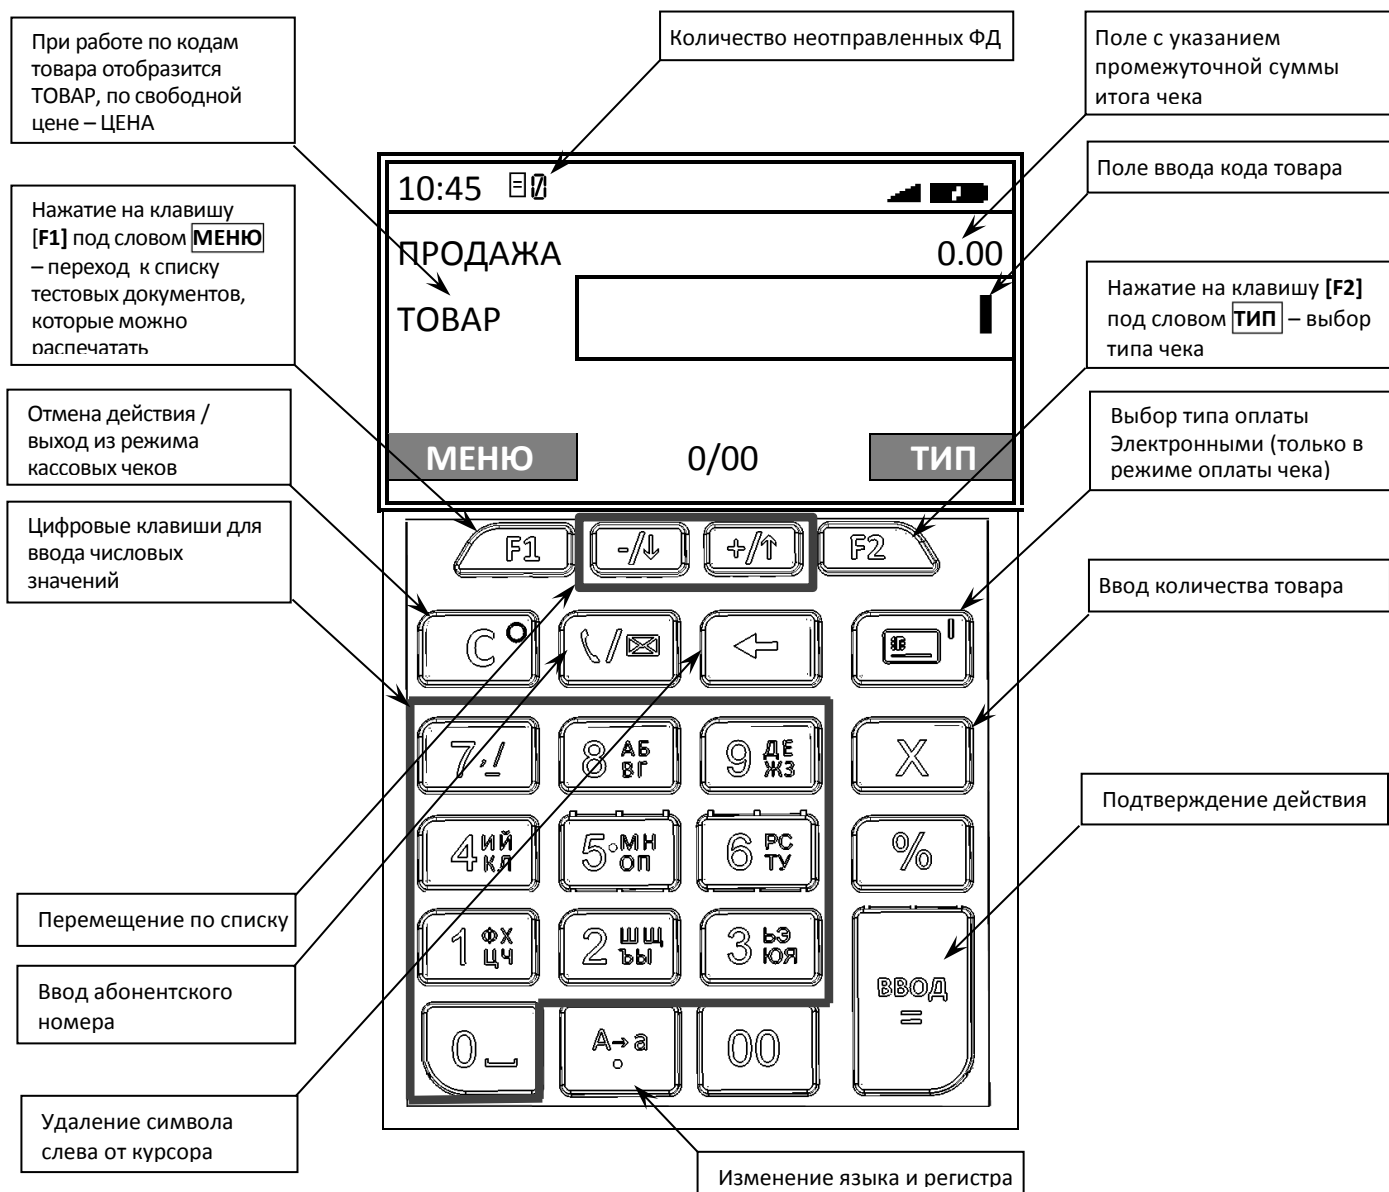 При работе по кодам
товара отобразится
ТОВАР, по свободной
цене – ЦЕНА
Количество неотправленных ФД
Поле с указанием
промежуточной суммы
итога чека
Поле ввода кода товара
Нажатие на клавишу
[F1] под словом МЕНЮ
– переход к списку
тестовых документов,
которые можно
распечатать
Нажатие на клавишу [F2]
под словом ТИП – выбор
типа чека
Отмена действия /
выход из режима
кассовых чеков
Выбор типа оплаты
Электронными (только в
режиме оплаты чека)
Цифровые клавиши для
ввода числовых
значений
Ввод количества товара
Подтверждение действия
Перемещение по списку
Ввод абонентского
номера
Удаление символа
слева от курсора
Изменение языка и регистра
10:45 0
ПРОДАЖА 0.00
ТОВАР
МЕНЮ 0/00 ТИП
F1 -/↓ +/↑ F2
C / ←
7,/ 8 АБ ВГ 9 ДЕ ЖЗ X
4 ИЙ КЛ 5 МН ОП 6 РС ТУ %
1 ФХ ЦЧ 2 ШЩ ЪЫ 3 ЬЭ ЮЯ
ВВОД
=
0 A→a 00